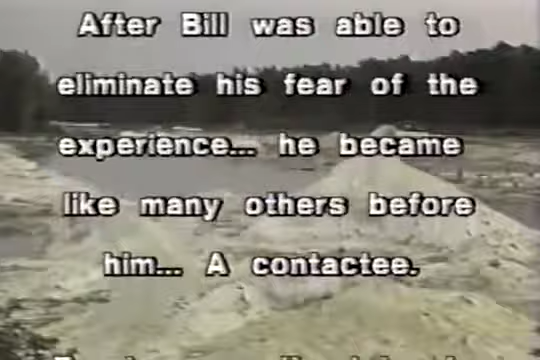 After Bill was able to
eliminate his fear of the
experience... he became
like many others before
him... A contactee.